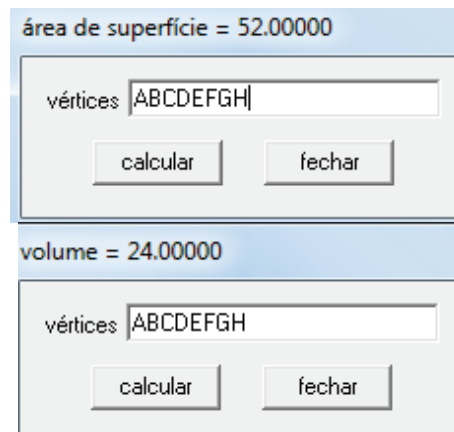 área de superfície = 52.00000
vértices ABCDEFGH
calcular fechar
volume = 24.00000
vértices ABCDEFGH
calcular fechar